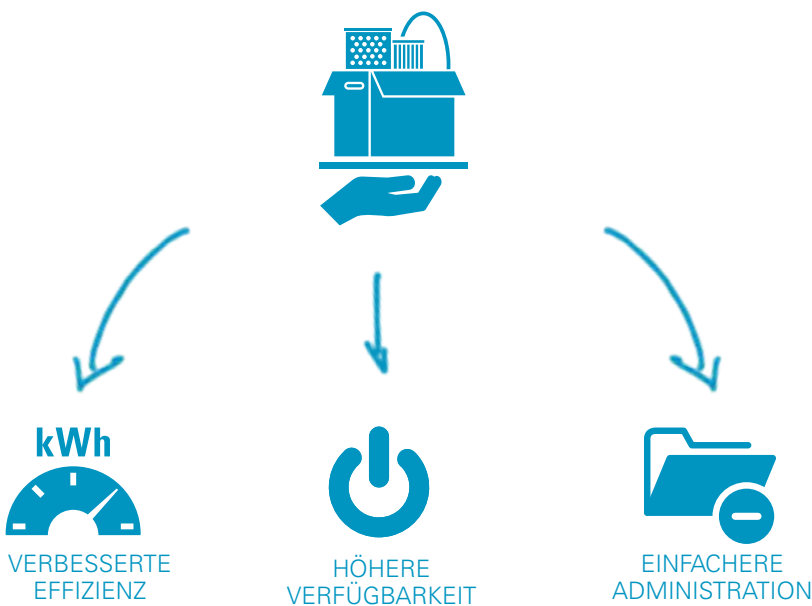 kWh
VERBESSERTE
EFFIZIENZ
HÖHERE
VERFÜGBARKEIT
EINFACHERE
ADMINISTRATION